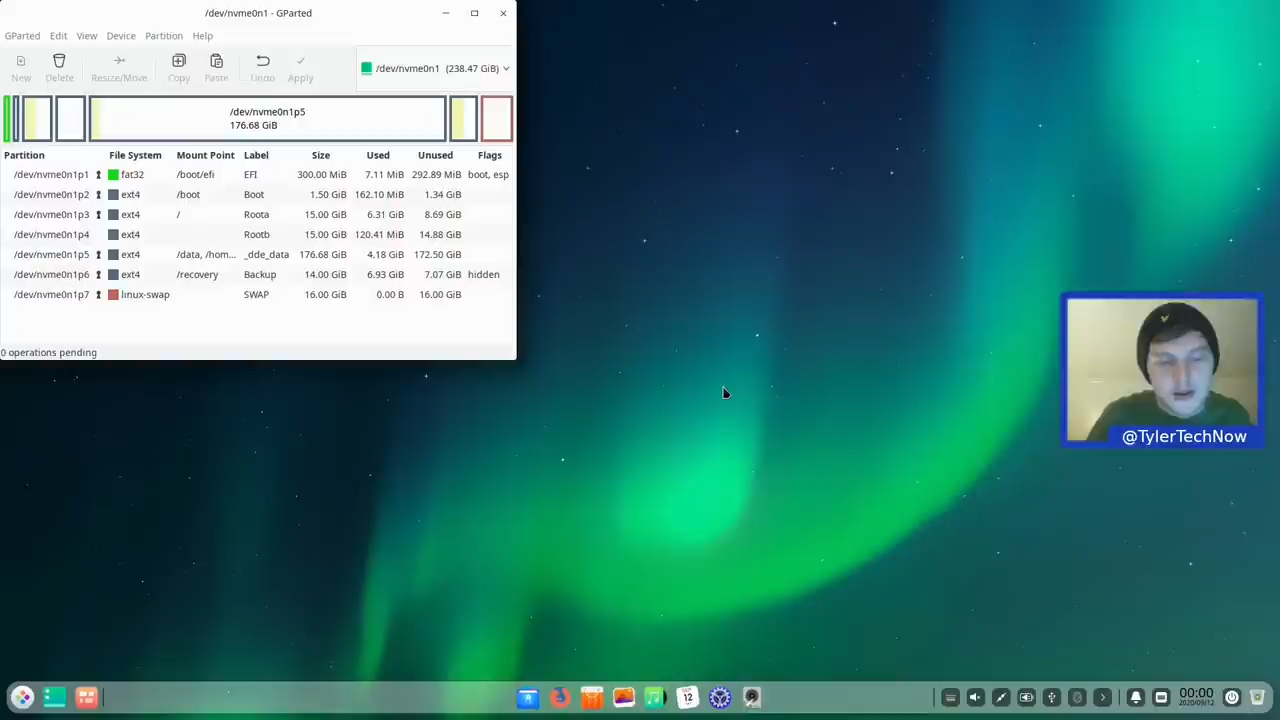 /dev/nvme0n1 - GParted
GParted Edit View Device Partition Help
New Delete Resize/Move Copy Paste Undo Apply
/dev/nvme0n1 (238.47 GiB)
/dev/nvme0n1p5
176.68 GiB
Partition File System Mount Point Label Size Used Unused Flags
/dev/nvme0n1p1 fat32 /boot/efi EFI 300.00 MiB 7.11 MiB 292.89 MiB boot, esp
/dev/nvme0n1p2 ext4 /boot Boot 1.50 GiB 162.10 MiB 1.34 GiB
/dev/nvme0n1p3 ext4 / Roota 15.00 GiB 6.31 GiB 8.69 GiB
/dev/nvme0n1p4 ext4 Rootb 15.00 GiB 120.41 MiB 14.88 GiB
/dev/nvme0n1p5 ext4 /data, /hom... _dde_data 176.68 GiB 4.18 GiB 172.50 GiB
/dev/nvme0n1p6 ext4 /recovery Backup 14.00 GiB 6.93 GiB 7.07 GiB hidden
/dev/nvme0n1p7 linux-swap SWAP 16.00 GiB 0.00 B 16.00 GiB
0 operations pending
@TylerTechNow
SEP
12
00:00
2020/09/12